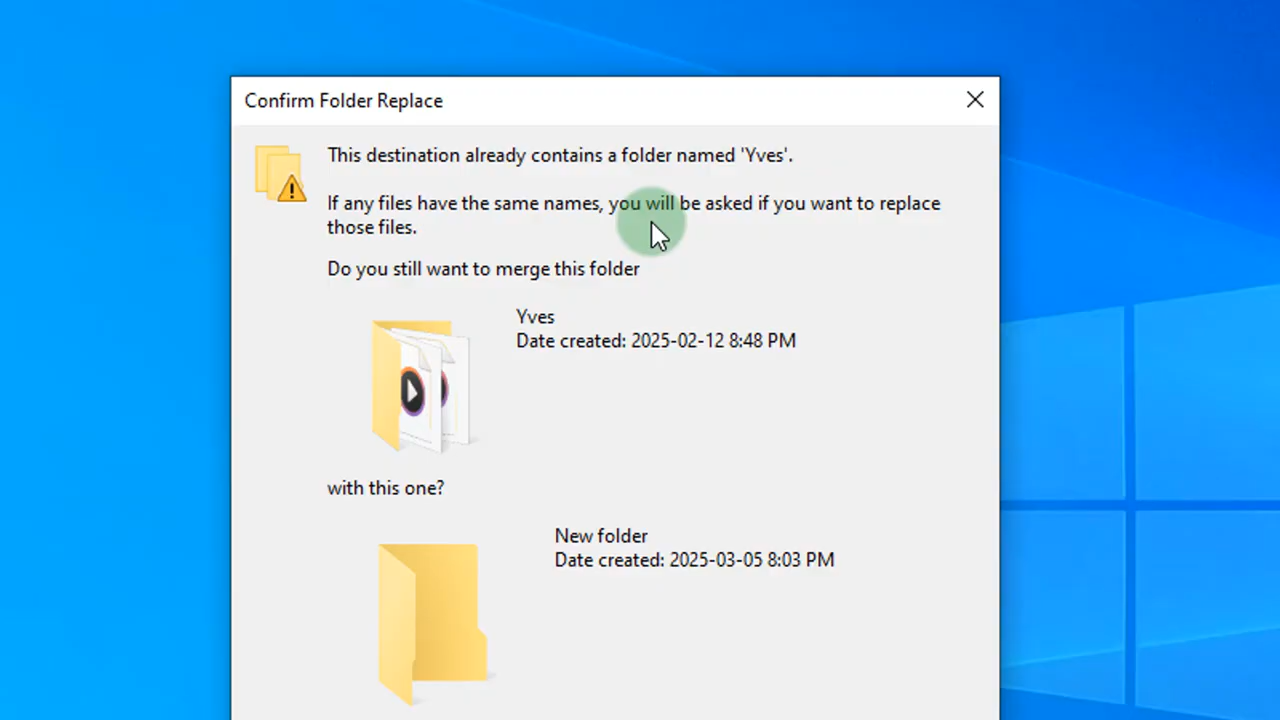 Confirm Folder Replace
This destination already contains a folder named 'Yves'.
If any files have the same names, you will be asked if you want to replace
those files.
Do you still want to merge this folder
Yves
Date created: 2025-02-12 8:48 PM
with this one?
New folder
Date created: 2025-03-05 8:03 PM